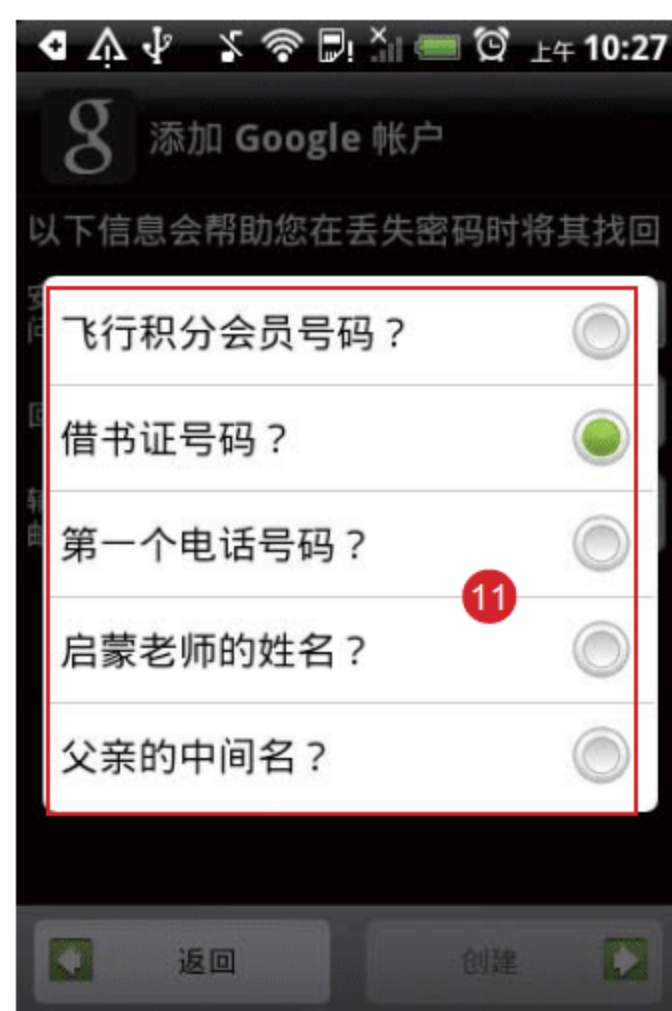 上午 10:27
g
添加 Google 帐户
以下信息会帮助您在丢失密码时将其找回
飞行积分会员号码？
借书证号码？
第一个电话号码？
11
启蒙老师的姓名？
父亲的中间名？
返回
创建